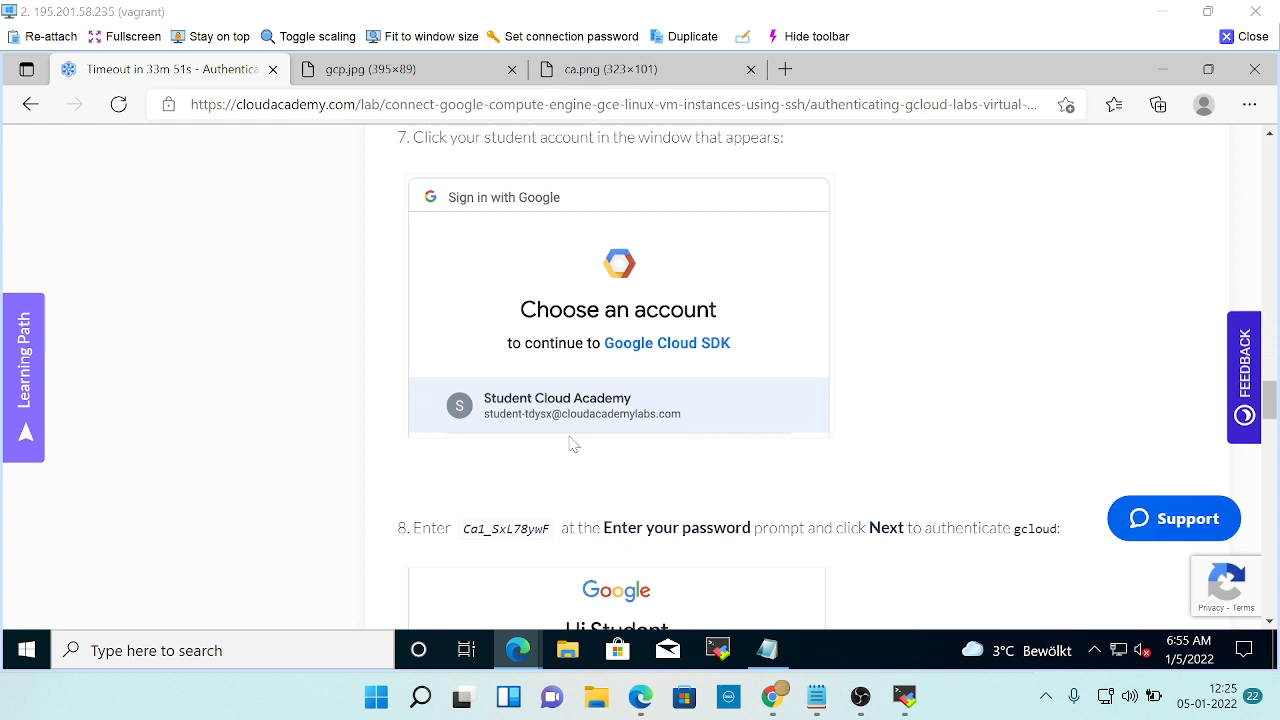 2. 195.201.58.235 (vagrant)
Re-attach Fullscreen Stay on top Toggle scaling Fit to window size Set connection password Duplicate Hide toolbar Close
Timeout in 33m 51s - Authentica gcp.jpg (395×89) ca.png (323×101)
https://cloudacademy.com/lab/connect-google-compute-engine-gce-linux-vm-instances-using-ssh/authenticating-gcloud-labs-virtual-...
7. Click your student account in the window that appears:
G Sign in with Google
Choose an account
to continue to Google Cloud SDK
S Student Cloud Academy
student-tdysx@cloudacademylabs.com
Learning Path
FEEDBACK
8. Enter Ca1_Sxl78ywF at the Enter your password prompt and click Next to authenticate gcloud:
Support
Google
Hi Student
Privacy - Terms
Type here to search
3°C Bewölkt
6:55 AM
1/5/2022
12:25
05-01-2022
22